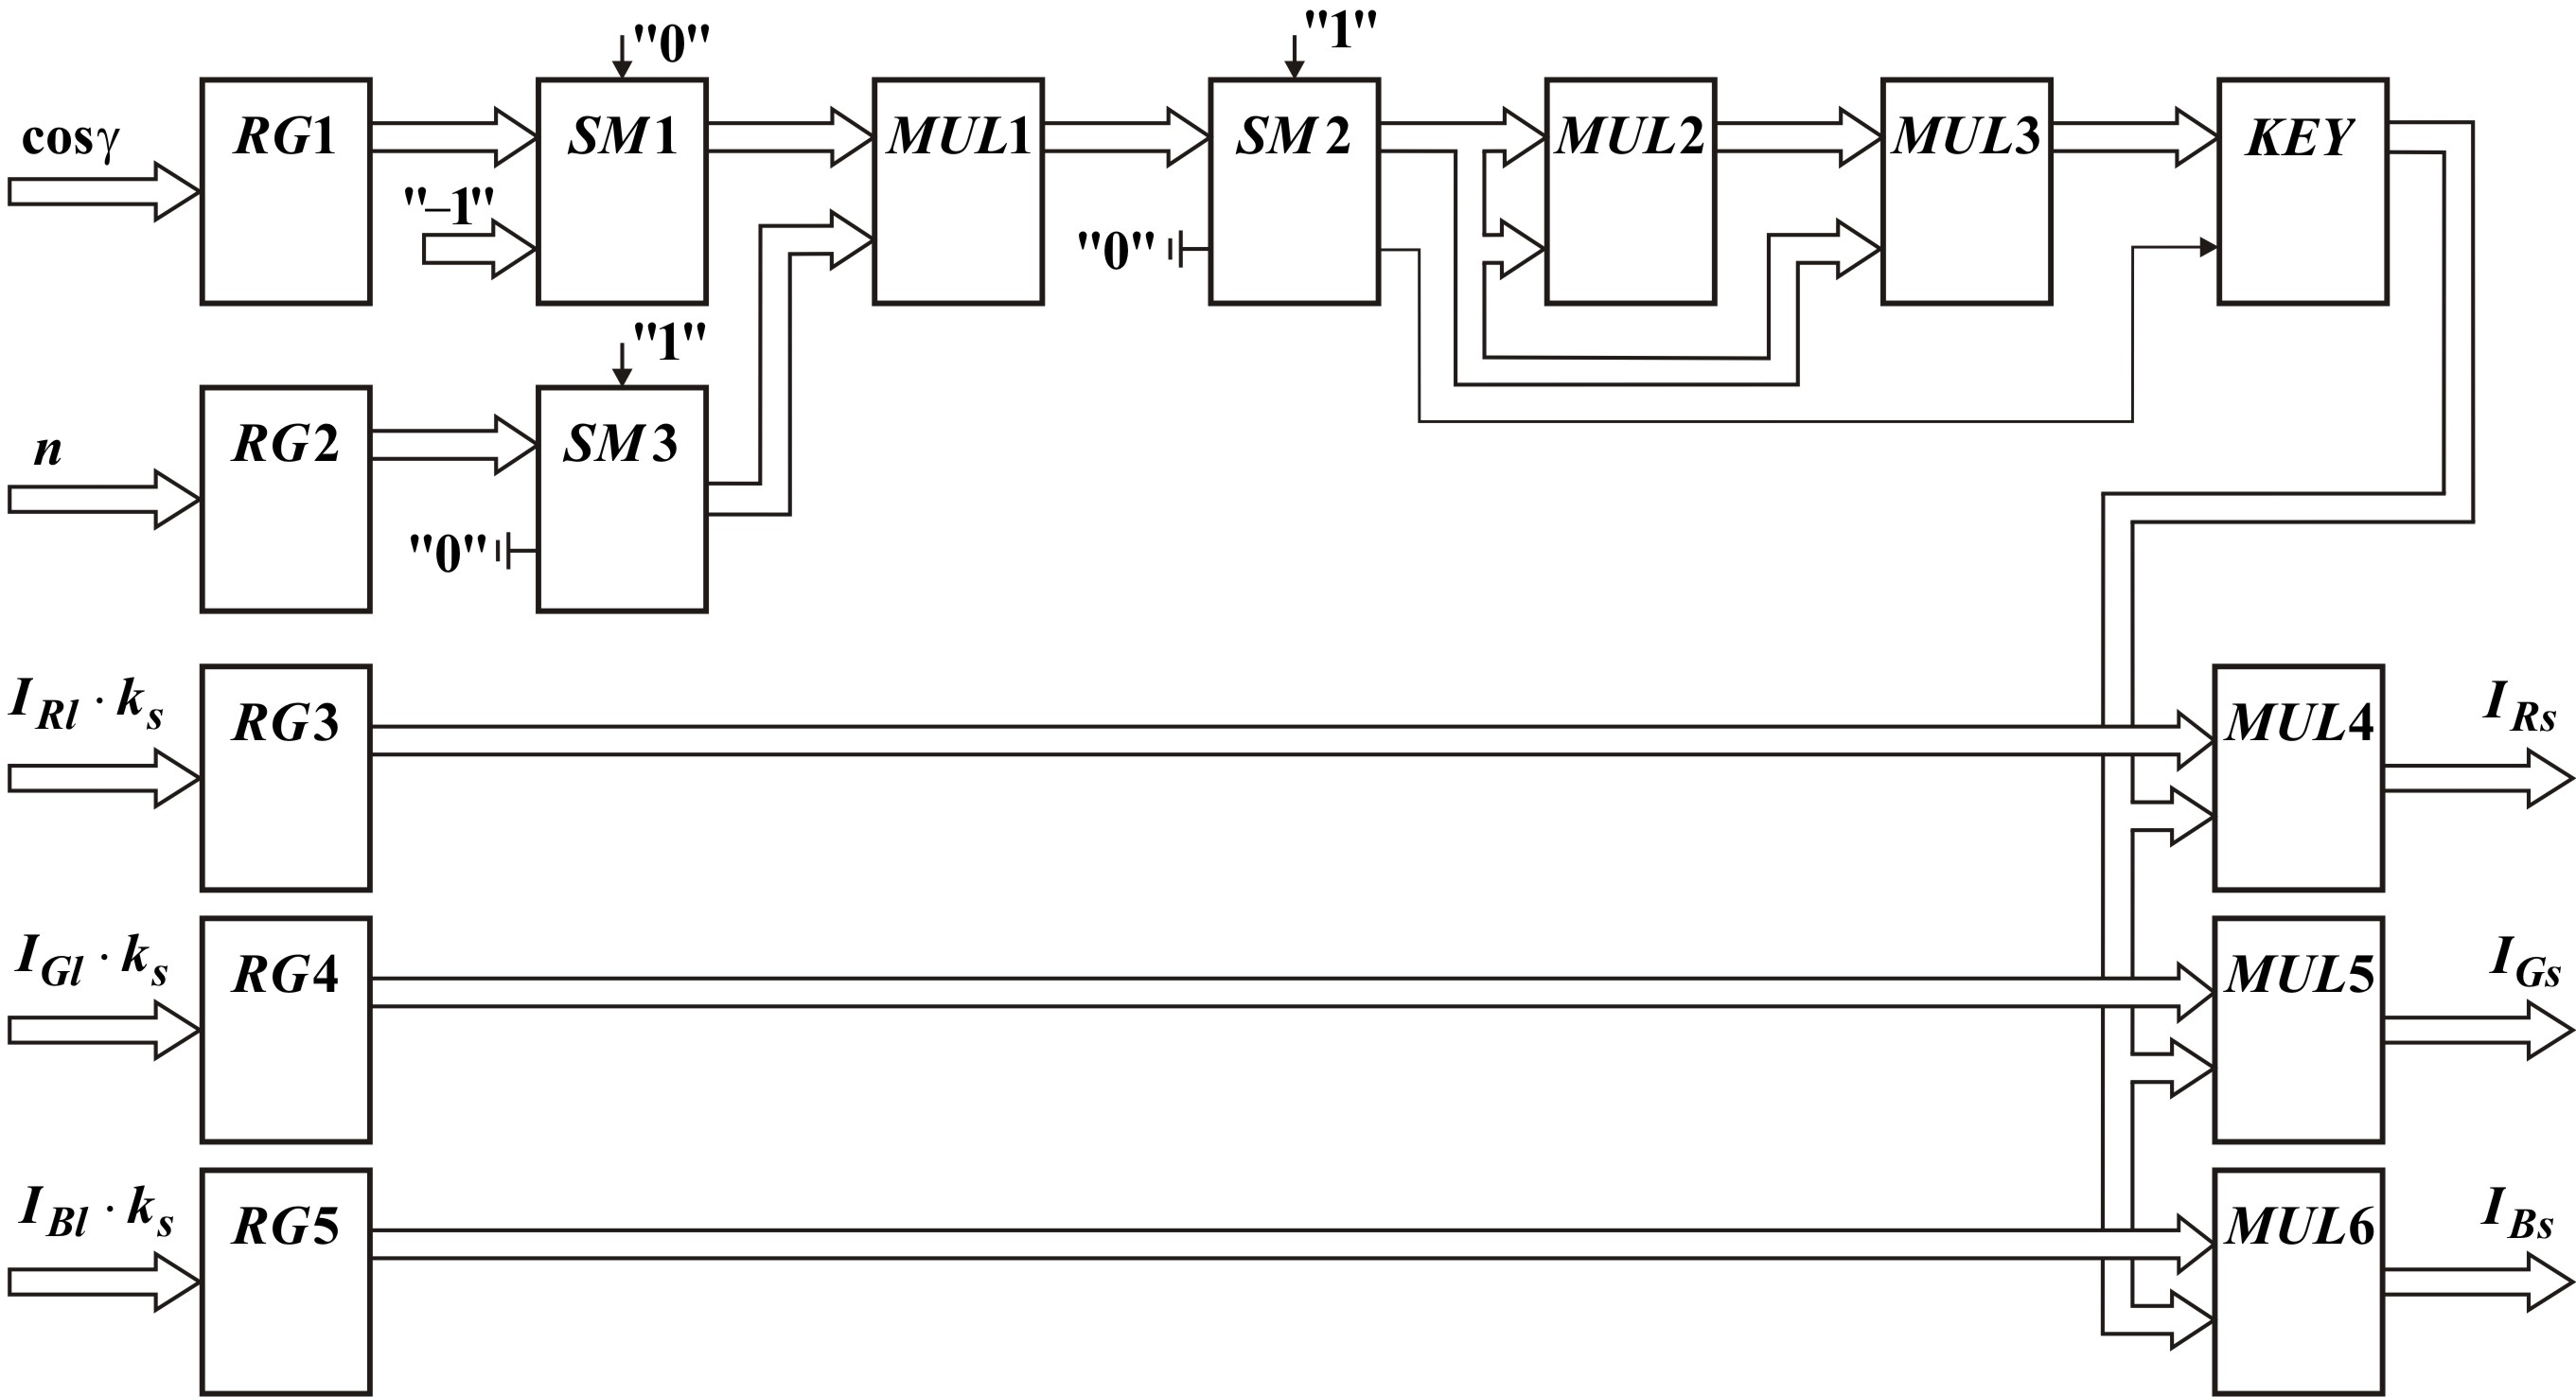 "0"
"1"
cosγ
RG1
SM1
MUL1
SM2
MUL2
MUL3
KEY
"–1"
"0"
"1"
n
RG2
SM3
"0"
I_Rl · k_s
RG3
MUL4
I_Rs
I_Gl · k_s
RG4
MUL5
I_Gs
I_Bl · k_s
RG5
MUL6
I_Bs